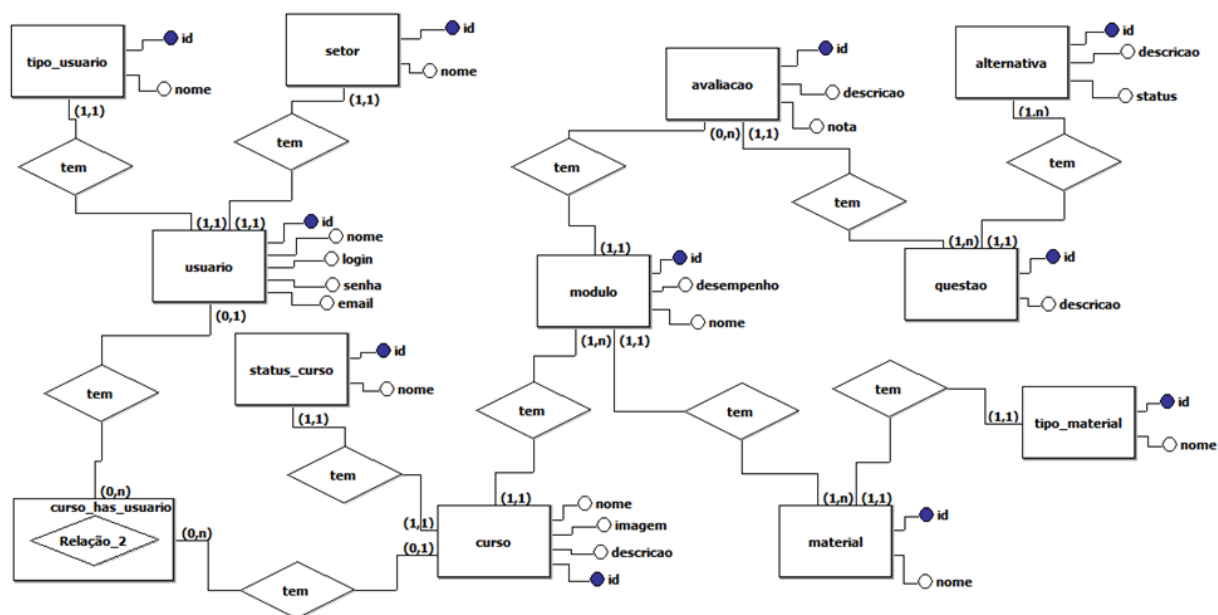 tipo_usuario
id
nome
(1,1)
tem
setor
id
nome
(1,1)
tem
(1,1)
(1,1)
usuario
id
nome
login
senha
email
(0,1)
tem
(0,n)
curso_has_usuario
Relação_2
(0,n)
tem
status_curso
id
nome
(1,1)
tem
(1,1)
(0,1)
(1,1)
curso
nome
imagem
descricao
id
tem
avaliacao
id
descricao
nota
(0,n)
(1,1)
tem
tem
(1,1)
modulo
id
desempenho
nome
(1,n)
(1,1)
tem
alternativa
id
descricao
status
(1.n)
tem
(1,n)
(1,1)
questao
id
descricao
tem
(1,1)
tipo_material
id
nome
(1,n)
(1,1)
material
id
nome